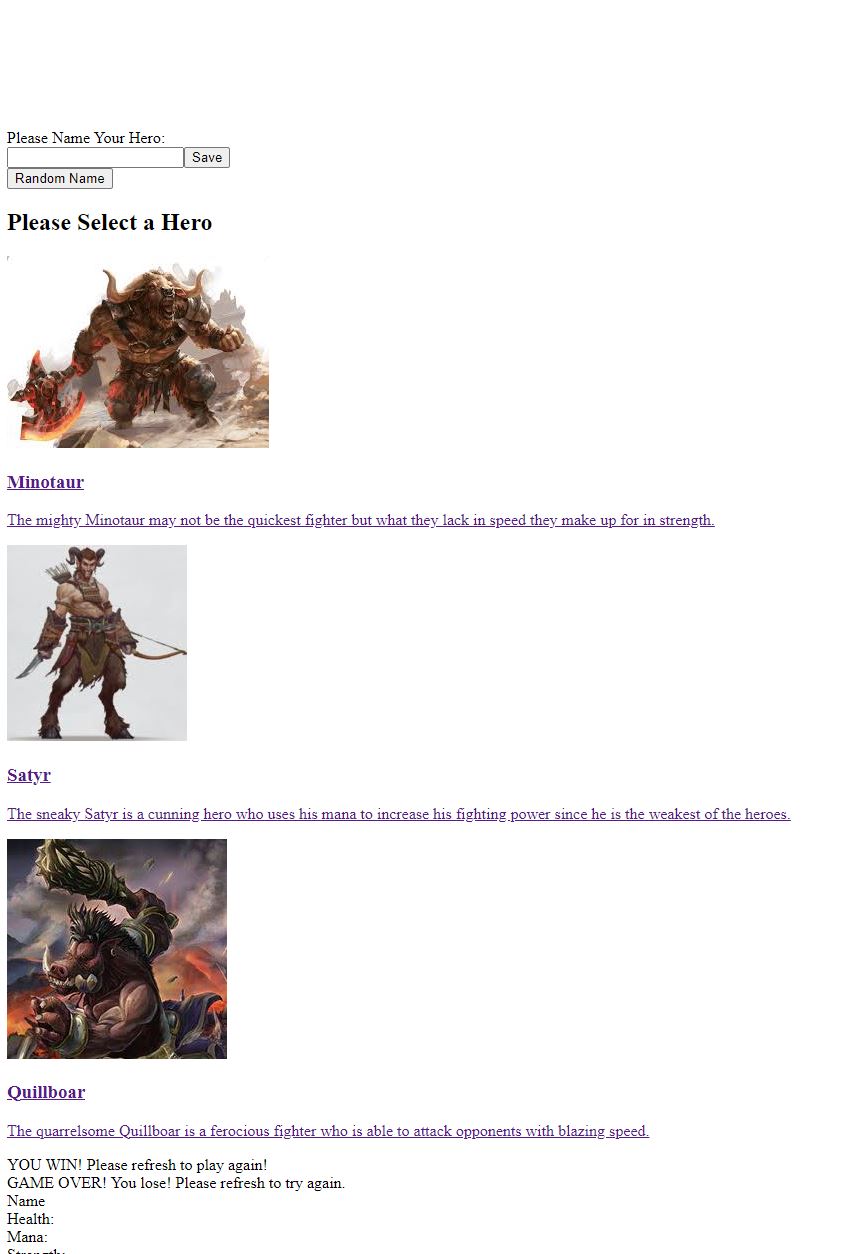 Please Name Your Hero:
Save
Random Name
Please Select a Hero
Minotaur
The mighty Minotaur may not be the quickest fighter but what they lack in speed they make up for in strength.
Satyr
The sneaky Satyr is a cunning hero who uses his mana to increase his fighting power since he is the weakest of the heroes.
Quillboar
The quarrelsome Quillboar is a ferocious fighter who is able to attack opponents with blazing speed.
YOU WIN! Please refresh to play again!
GAME OVER! You lose! Please refresh to try again.
Name
Health:
Mana:
Strength: